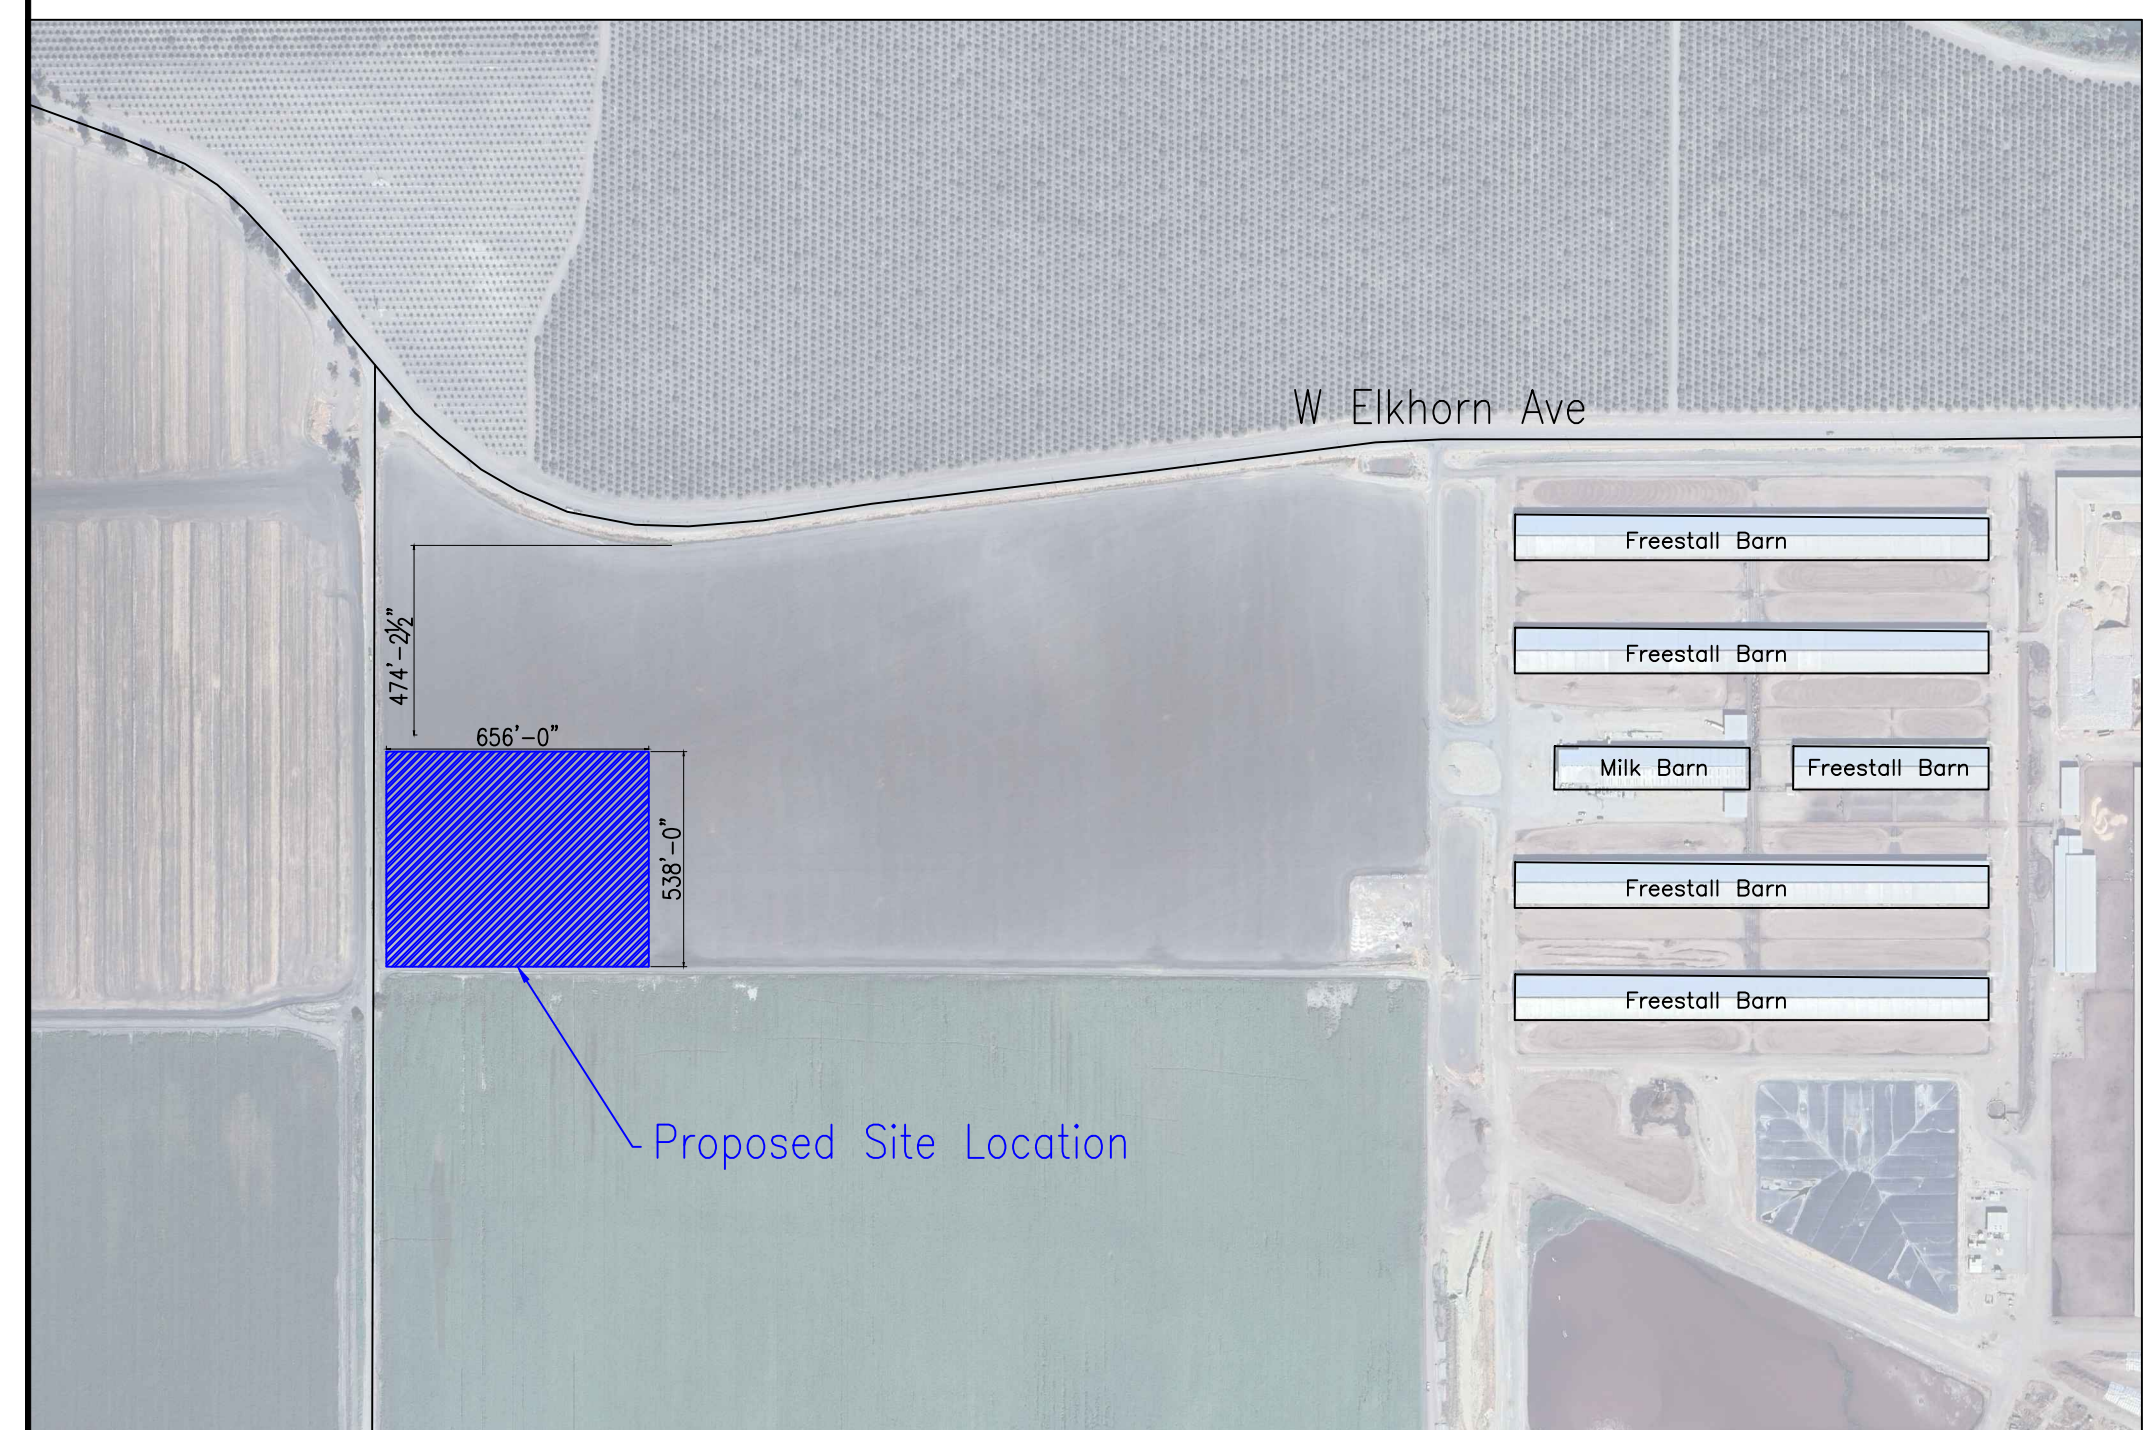 W Elkhorn Ave
Freestall Barn
474'-2½"
Freestall Barn
656'-0"
Milk Barn
Freestall Barn
538'-0"
Freestall Barn
Freestall Barn
Proposed Site Location